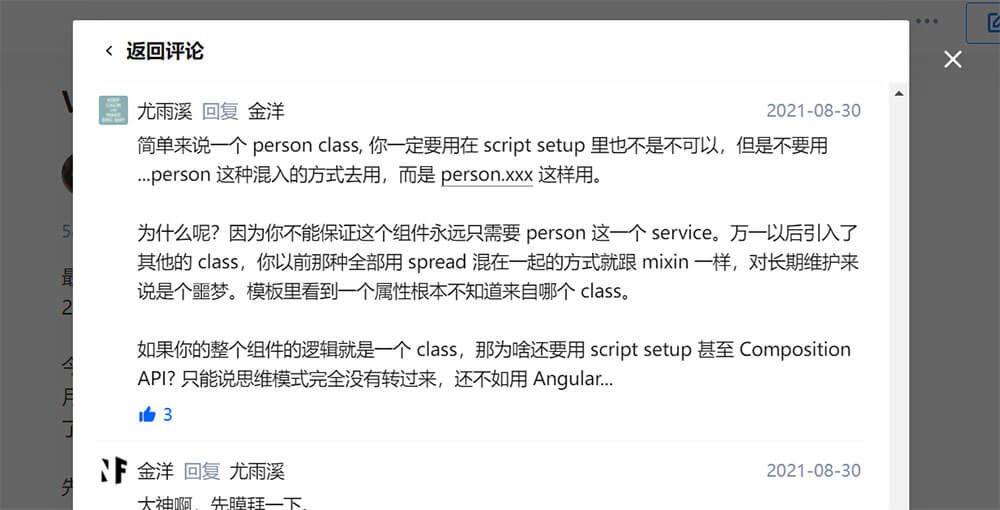 返回评论
尤雨溪 回复 金洋 2021-08-30
简单来说一个 person class, 你一定要用在 script setup 里也不是不可以，但是不要用
...person 这种混入的方式去用，而是 person.xxx 这样用。
为什么呢？因为你不能保证这个组件永远只需要 person 这一个 service。万一以后引入了
其他的 class，你以前那种全部用 spread 混在一起的方式就跟 mixin 一样，对长期维护来
说是个噩梦。模板里看到一个属性根本不知道来自哪个 class。
如果你的整个组件的逻辑就是一个 class，那为啥还要用 script setup 甚至 Composition
API? 只能说思维模式完全没有转过来，还不如用 Angular...
3
金洋 回复 尤雨溪 2021-08-30
大神啊，先膜拜一下。